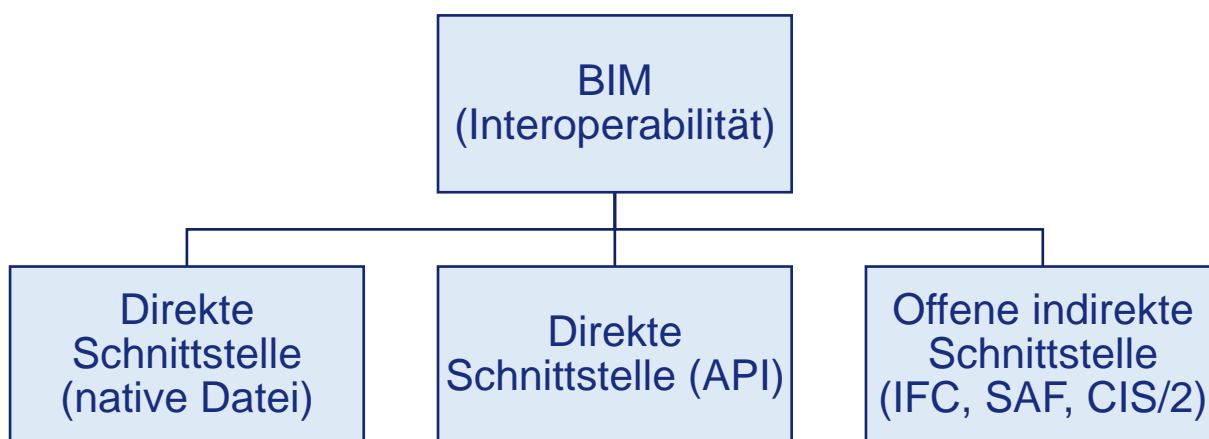 BIM
(Interoperabilität)
Direkte
Schnittstelle
(native Datei)
Direkte
Schnittstelle (API)
Offene indirekte
Schnittstelle
(IFC, SAF, CIS/2)